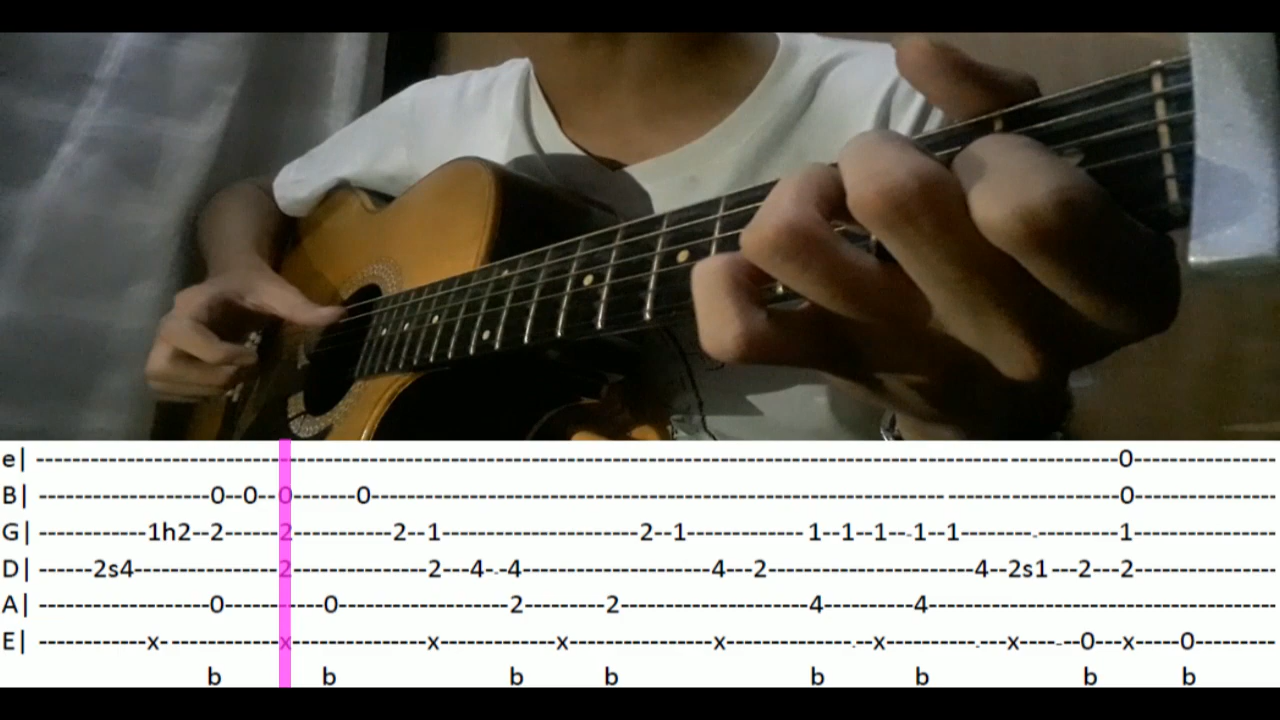 e|------------------------------------------------------------------------------------------0------------
B|----------------0--0--0-------0-----------------------------------------------------------0------------
G|---------1h2--2-----2---------2--1-----------------2--1----------1--1--1--1--1-------------1------------
D|-----2s4------------2------------2---4--4----------------4---2------------------4--2s1---2---2------------
A|----------------0---------0--------------2--------2----------------4---------4----------------------------
E|---------x----------x------------x----------x-------------x------------x-----------x------0---x----0-------
b b b b b b b b